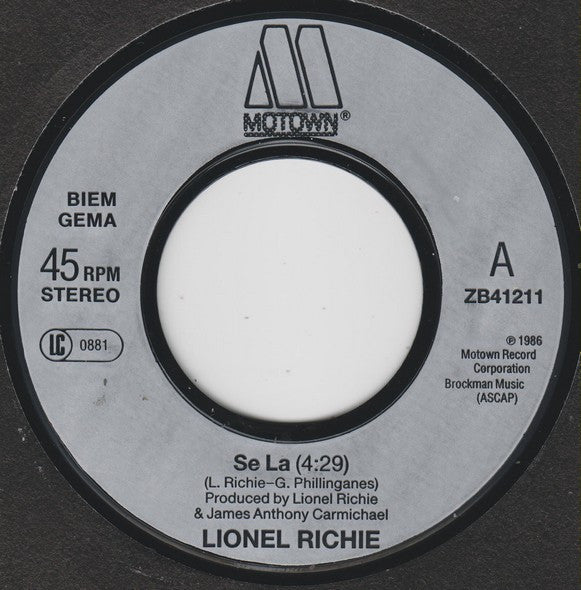 MOTOWN®
BIEM
GEMA
45 RPM
STEREO
LC 0881
A
ZB41211
℗ 1986
Motown Record
Corporation
Brockman Music
(ASCAP)
Se La (4:29)
(L. Richie–G. Phillinganes)
Produced by Lionel Richie
& James Anthony Carmichael
LIONEL RICHIE